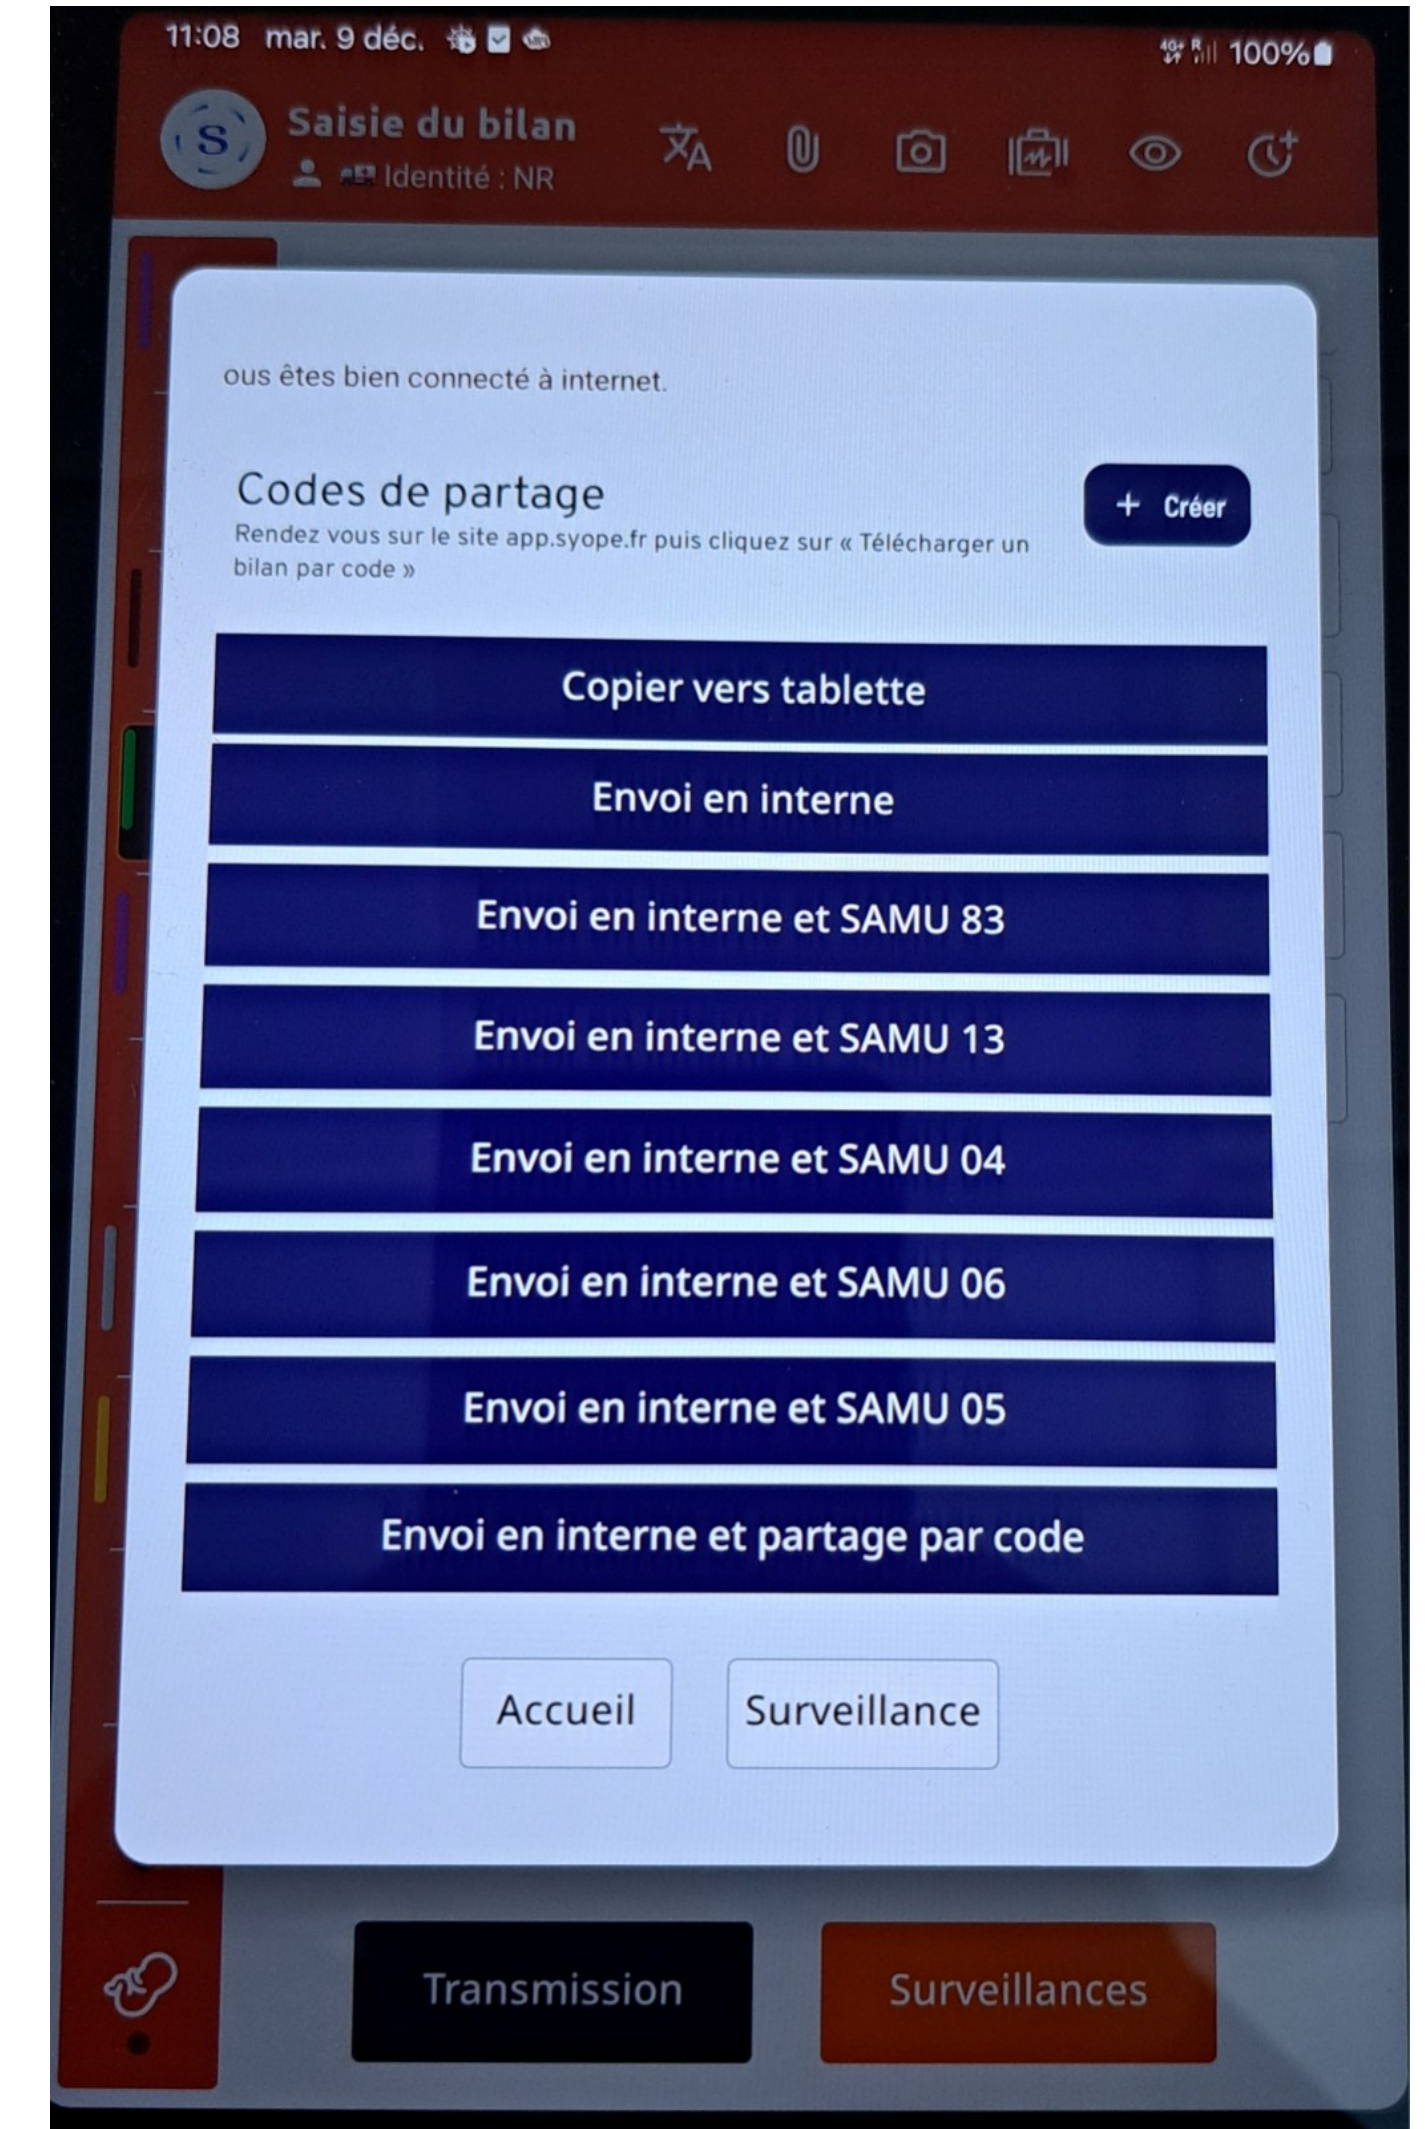 11:08 mar. 9 déc.
4G+ R 100%
S
Saisie du bilan
Identité : NR
ous êtes bien connecté à internet.
Codes de partage
+ Créer
Rendez vous sur le site app.syope.fr puis cliquez sur « Télécharger un
bilan par code »
Copier vers tablette
Envoi en interne
Envoi en interne et SAMU 83
Envoi en interne et SAMU 13
Envoi en interne et SAMU 04
Envoi en interne et SAMU 06
Envoi en interne et SAMU 05
Envoi en interne et partage par code
Accueil
Surveillance
Transmission
Surveillances